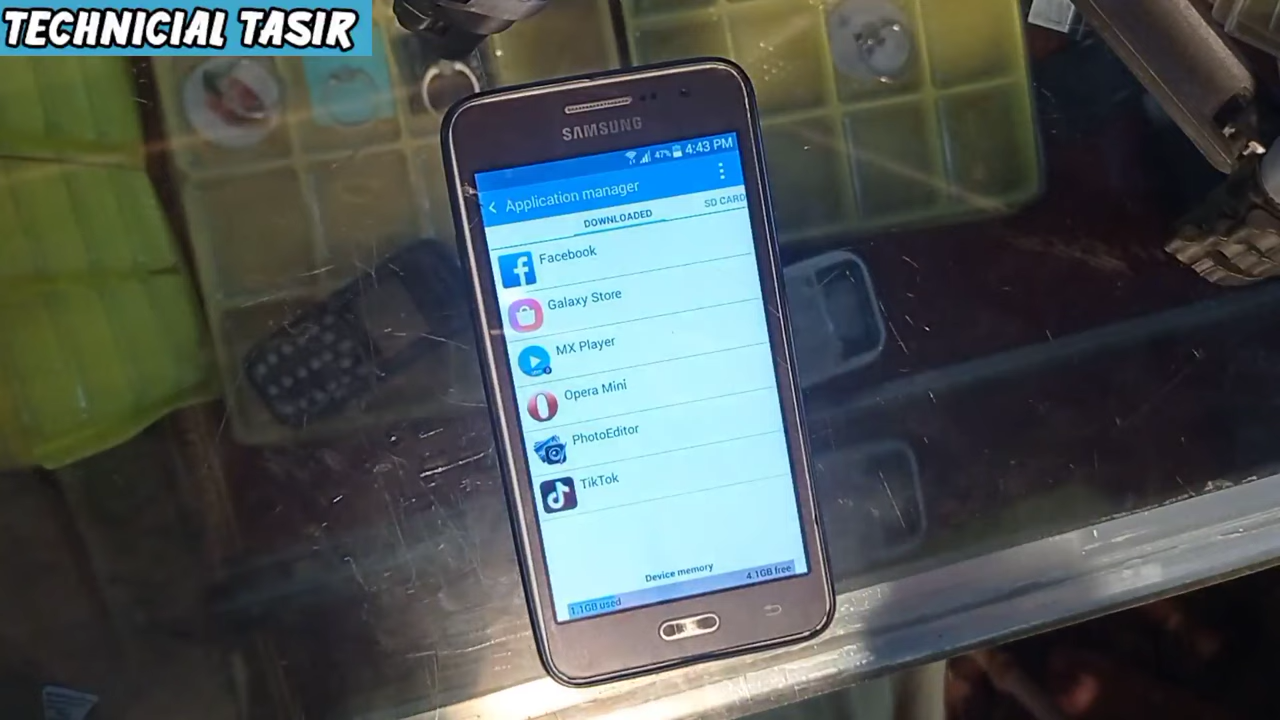 TECHNICIAL TASIR
SAMSUNG
47% 4:43 PM
Application manager
DOWNLOADED SD CARD
Facebook
Galaxy Store
MX Player
Opera Mini
PhotoEditor
TikTok
Device memory
1.1GB used 4.1GB free